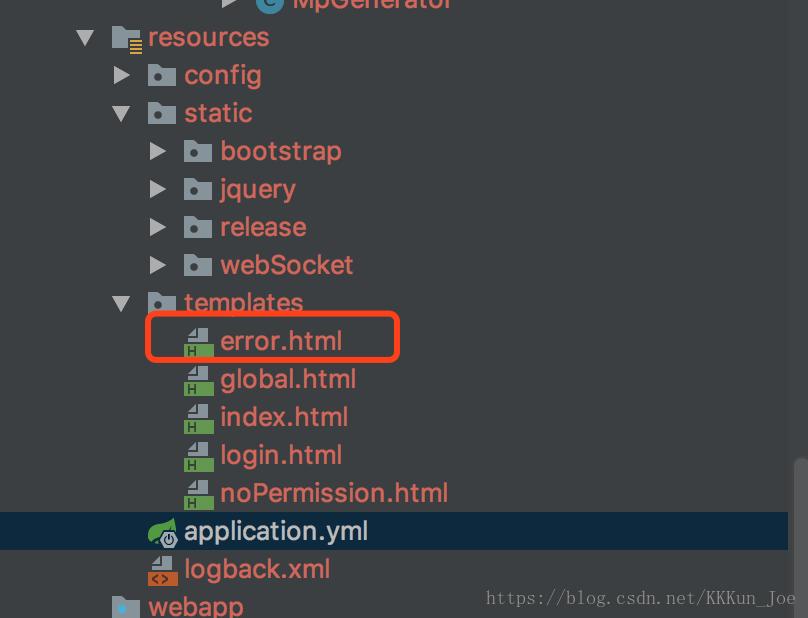 MpGenerator
resources
config
static
bootstrap
jquery
release
webSocket
templates
error.html
global.html
index.html
login.html
noPermission.html
application.yml
logback.xml
webapp
https://blog.csdn.net/KKKun_Joe